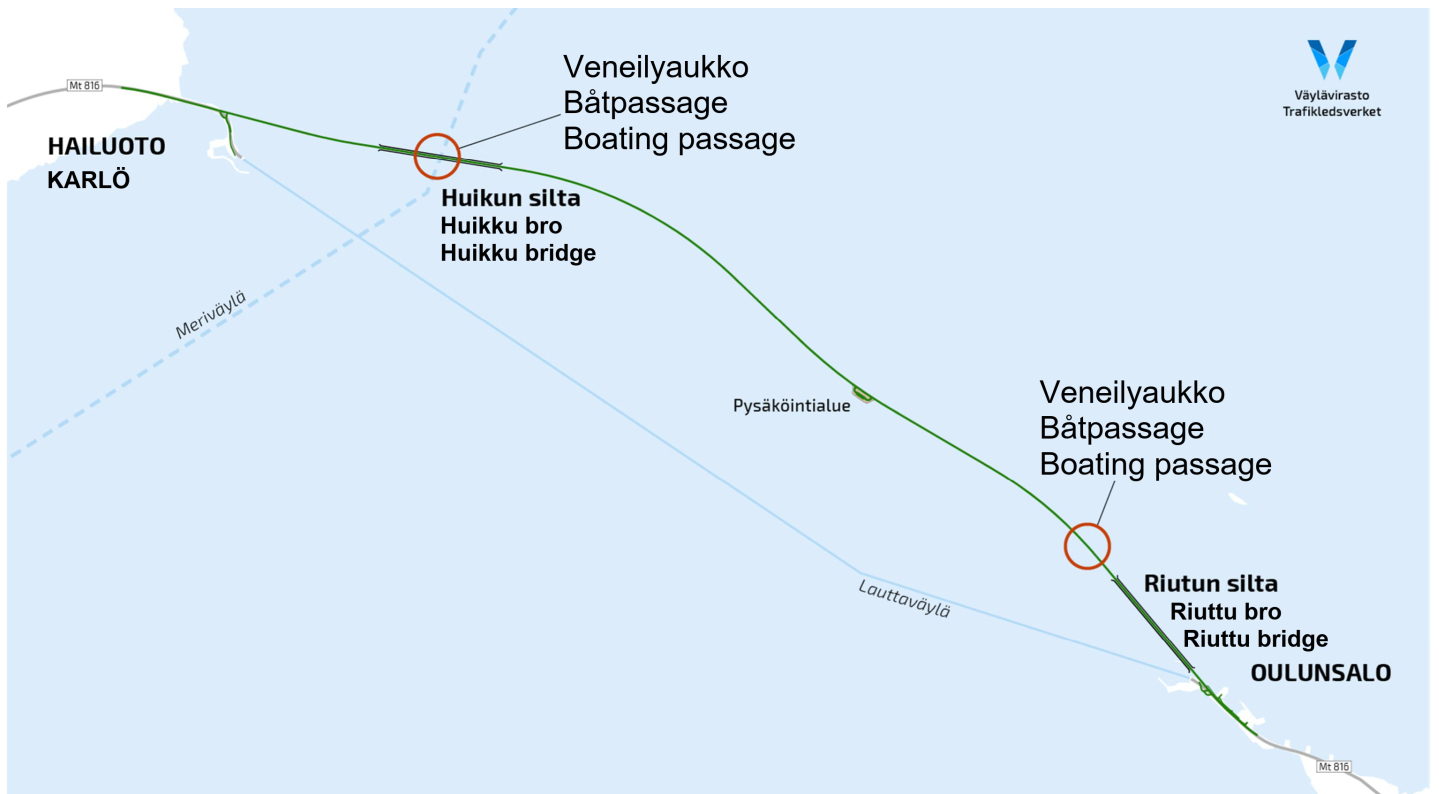 Veneilyaukko
Båtpassage
Boating passage
Väylävirasto
Trafikledsverket
Mt 816
HAILUOTO
KARLÖ
Huikun silta
Huikku bro
Huikku bridge
Meriväylä
Pysäköintialue
Veneilyaukko
Båtpassage
Boating passage
Lauttaväylä
Riutun silta
Riuttu bro
Riuttu bridge
OULUNSALO
Mt 816